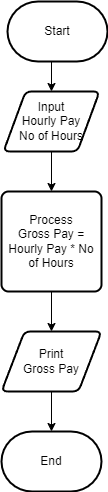 Start
Input
Hourly Pay
No of Hours
Process
Gross Pay =
Hourly Pay * No
of Hours
Print
Gross Pay
End